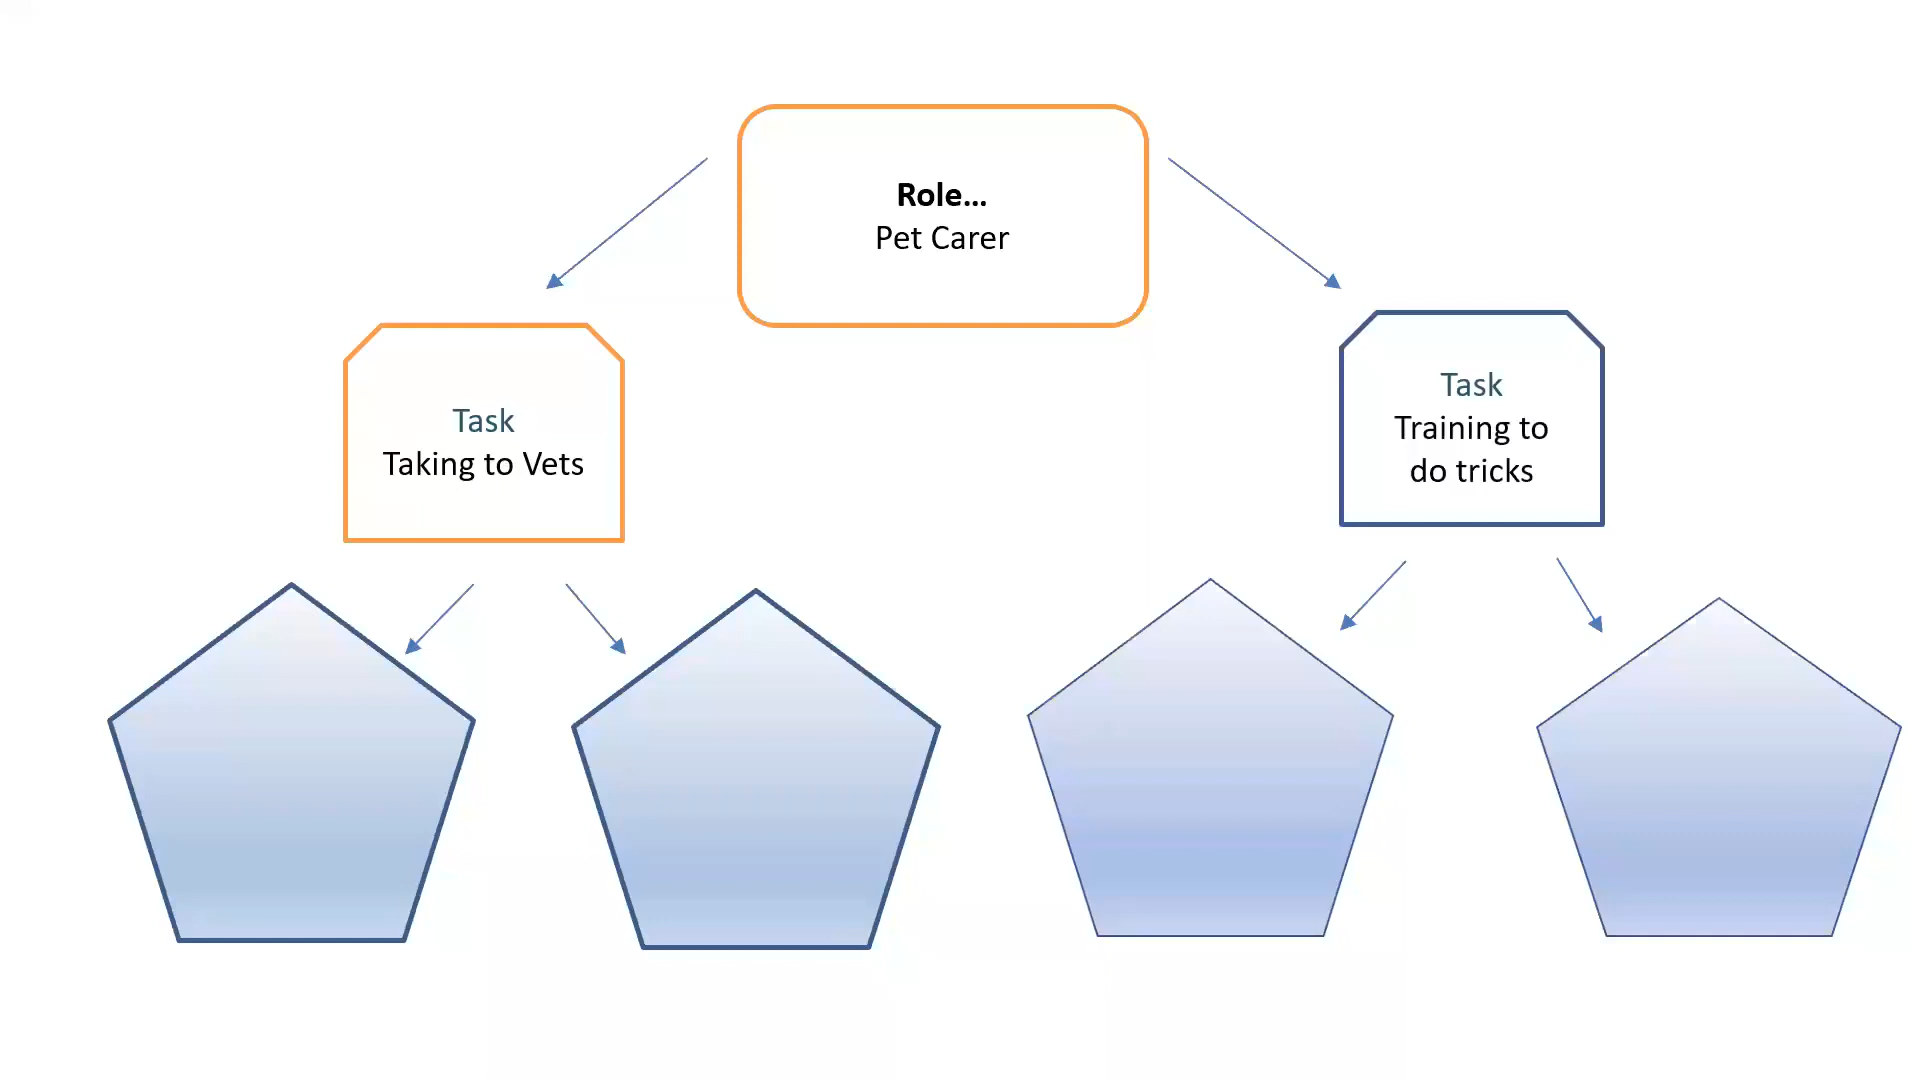 Role...
Pet Carer
Task
Taking to Vets
Task
Training to
do tricks